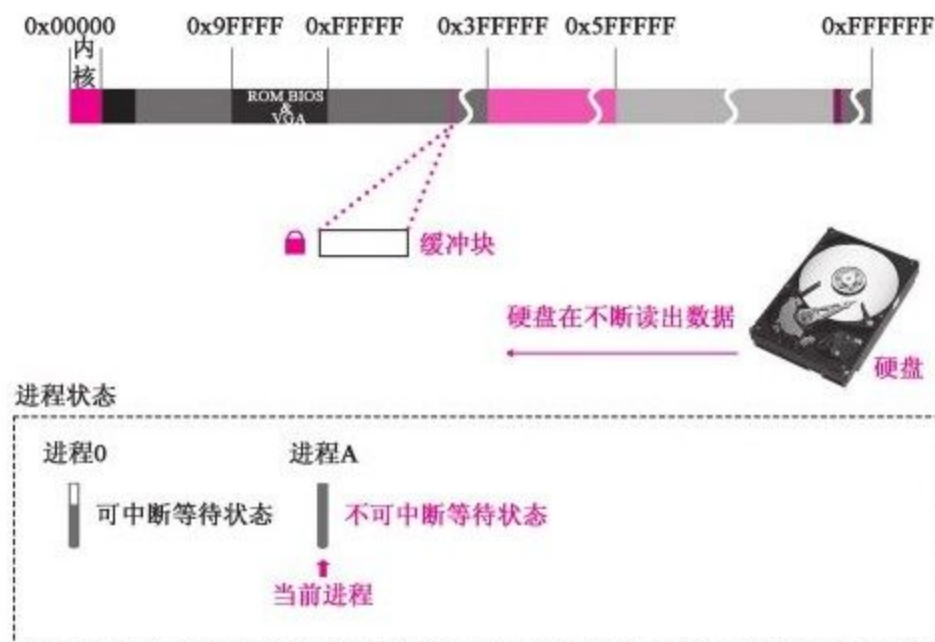 0x00000 0x9FFFF 0xFFFFF 0x3FFFFF 0x5FFFFF 0xFFFFFF
内
核
ROM BIOS
&
VGA
缓冲块
硬盘在不断读出数据
硬盘
进程状态
进程0 进程A
可中断等待状态 不可中断等待状态
当前进程